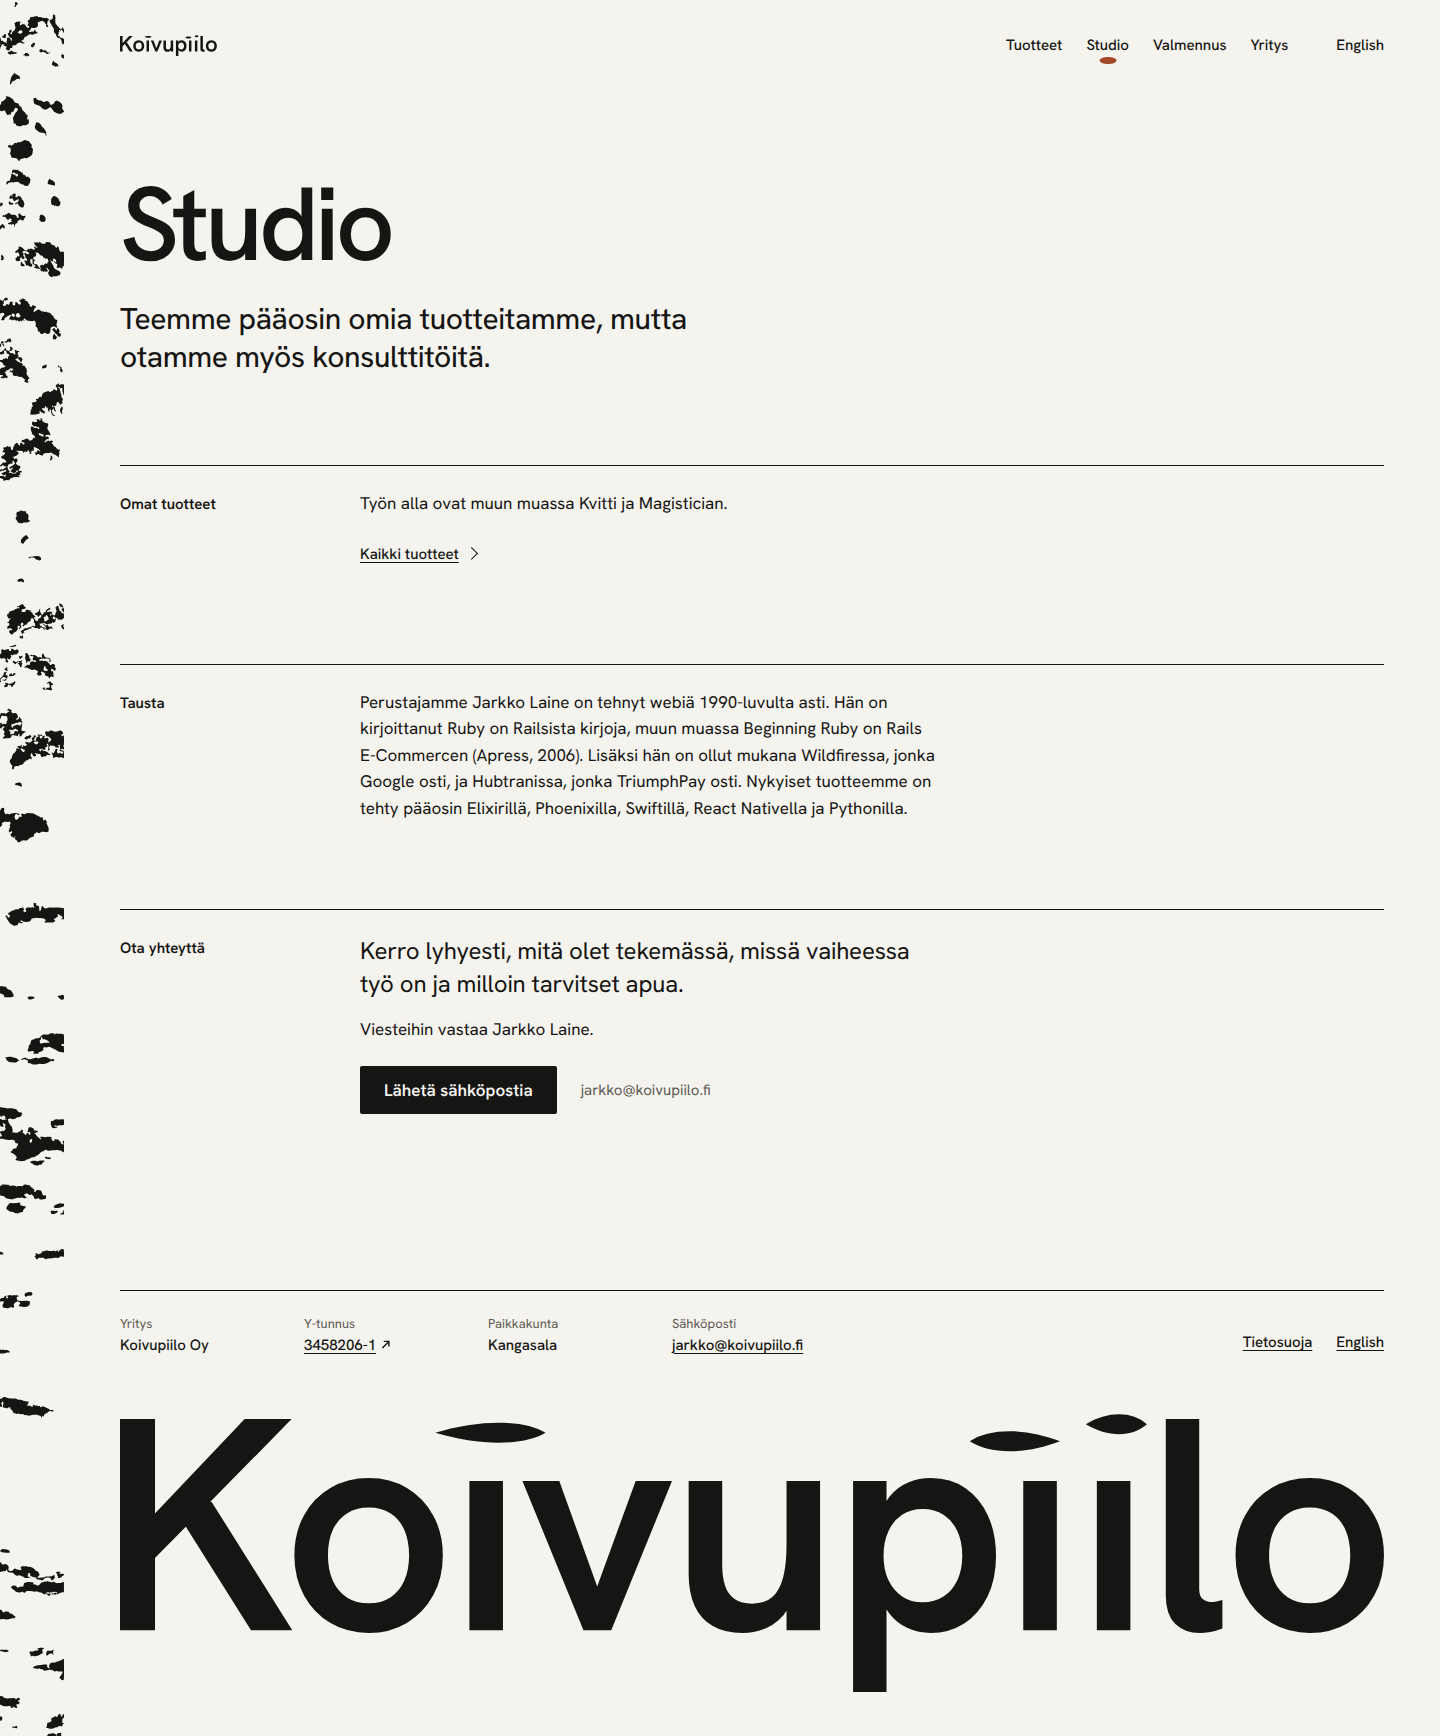 Koivupiilo
Tuotteet Studio Valmennus Yritys English
Studio
Teemme pääosin omia tuotteitamme, mutta
otamme myös konsulttitöitä.
Omat tuotteet
Työn alla ovat muun muassa Kvitti ja Magistician.
Kaikki tuotteet
Tausta
Perustajamme Jarkko Laine on tehnyt webiä 1990-luvulta asti. Hän on
kirjoittanut Ruby on Railsista kirjoja, muun muassa Beginning Ruby on Rails
E-Commercen (Apress, 2006). Lisäksi hän on ollut mukana Wildfiressa, jonka
Google osti, ja Hubtranissa, jonka TriumphPay osti. Nykyiset tuotteemme on
tehty pääosin Elixirillä, Phoenixilla, Swiftillä, React Nativella ja Pythonilla.
Ota yhteyttä
Kerro lyhyesti, mitä olet tekemässä, missä vaiheessa
työ on ja milloin tarvitset apua.
Viesteihin vastaa Jarkko Laine.
Lähetä sähköpostia jarkko@koivupiilo.fi
Yritys Y-tunnus Paikkakunta Sähköposti
Koivupiilo Oy 3458206-1 ↗ Kangasala jarkko@koivupiilo.fi Tietosuoja English
Koivupiilo